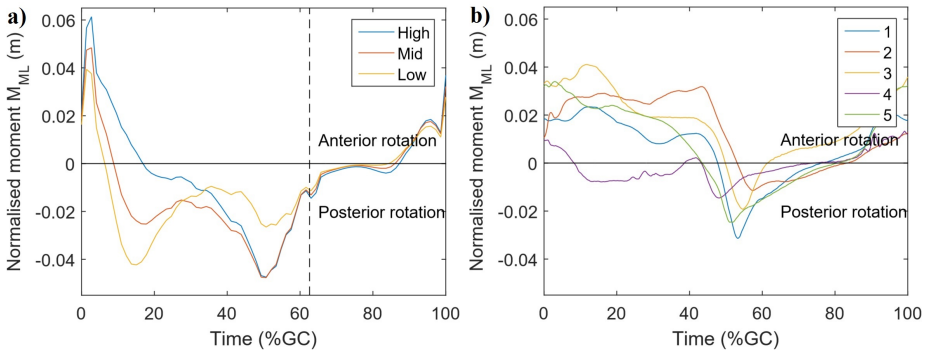 a)
Normalised moment M_ML (m)
0.06
0.04
0.02
0
-0.02
-0.04
High
Mid
Low
Anterior rotation
Posterior rotation
0 20 40 60 80 100
Time (%GC)
b)
Normalised moment M_ML (m)
0.06
0.04
0.02
0
-0.02
-0.04
1
2
3
4
5
Anterior rotation
Posterior rotation
0 20 40 60 80 100
Time (%GC)